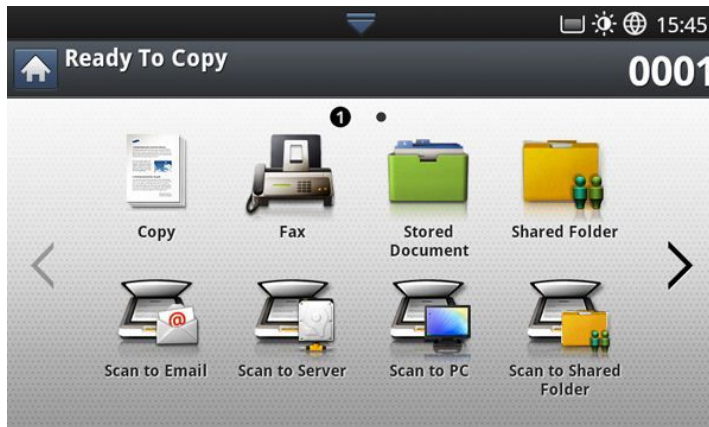 15:45
Ready To Copy
0001
1
Copy
Fax
Stored
Document
Shared Folder
@
Scan to Email
Scan to Server
Scan to PC
Scan to Shared
Folder